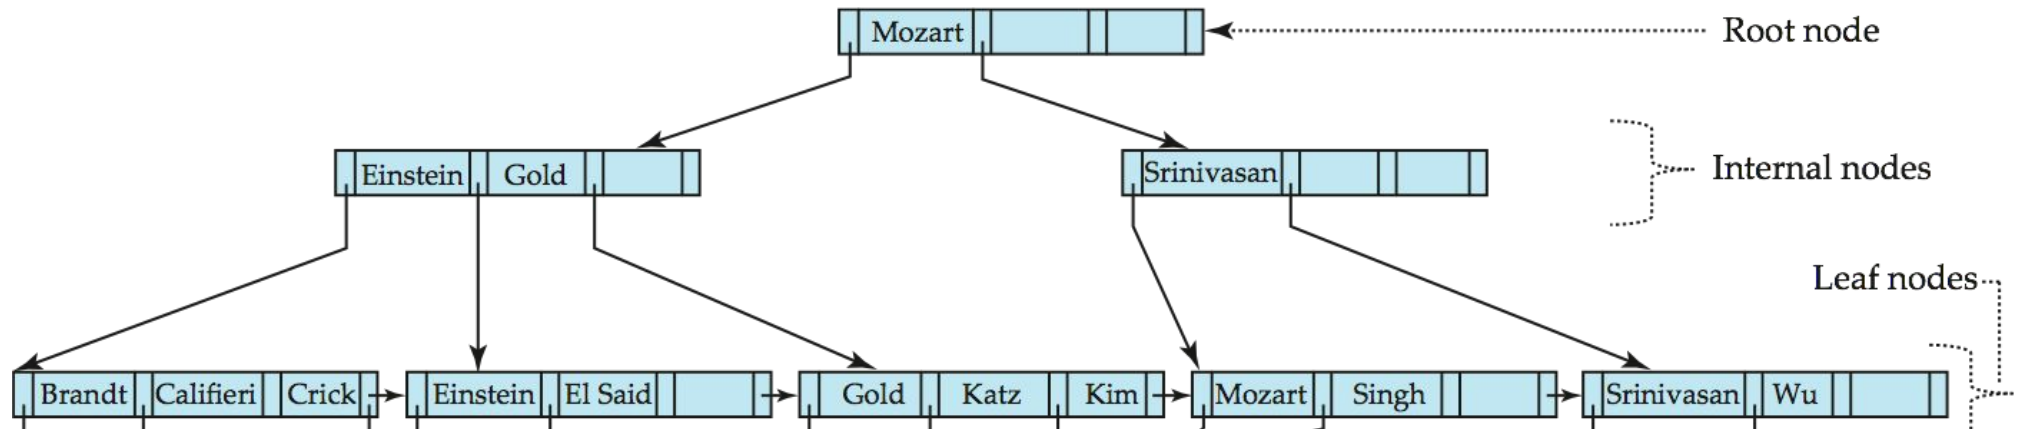 Mozart
Root node
Einstein Gold
Srinivasan
Internal nodes
Leaf nodes
Brandt Califieri Crick Einstein El Said Gold Katz Kim Mozart Singh Srinivasan Wu